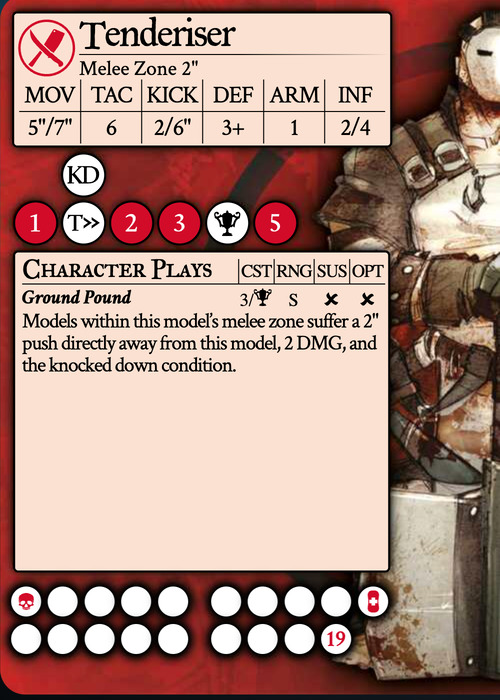 Tenderiser
Melee Zone 2"
MOV TAC KICK DEF ARM INF
5"/7" 6 2/6" 3+ 1 2/4
KD
1 T>> 2 3 5
Character Plays CST RNG SUS OPT
Ground Pound 3/ S ✘ ✘
Models within this model's melee zone suffer a 2"
push directly away from this model, 2 DMG, and
the knocked down condition.
19